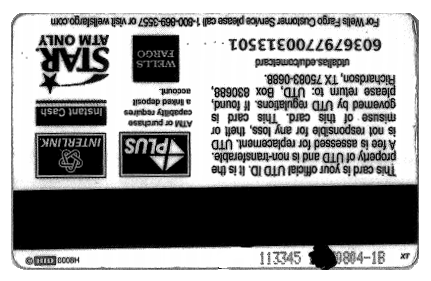 XT
113345 0804-1B
8000H
This card is your official UTD ID. It is the
property of UTD and is non-transferable.
A fee is assessed for replacement. UTD
is not responsible for any loss, theft or
misuse of this card. This card is
governed by UTD regulations. If found,
please return to: UTD, Box 830688,
Richardson, TX 75083-0688.
utdallas.edu/cometcard
6036797700313501
PLUS
INTERLINK
ATM or purchase
capability requires
a linked deposit
account.
Instant Cash
WELLS
FARGO
STAR
ATM ONLY
For Wells Fargo Customer Service please call 1-800-869-3557 or visit wellsfargo.com